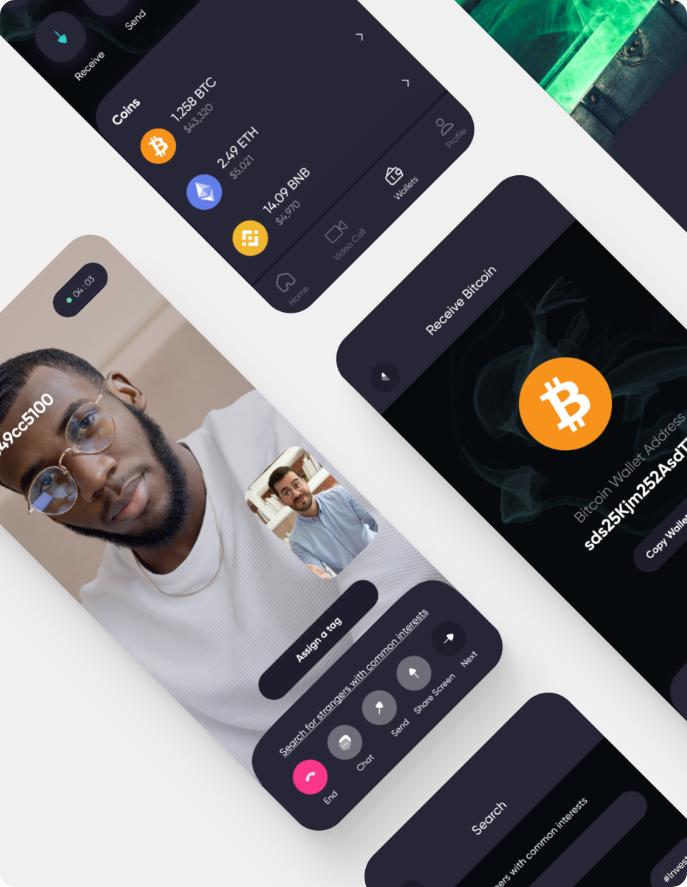 Receive
Send
Coins
1.258 BTC
$43,320
2.49 ETH
$5,021
14.09 BNB
$4,970
Home
Video Call
Wallets
Profile
04:03
49cc5100
Assign a tag
Search for strangers with common interests
End
Chat
Send
Share Screen
Next
Receive Bitcoin
Bitcoin Wallet Address
sds25Kjm252AsdT
Copy Walle
Search
ers with common interests
#inves